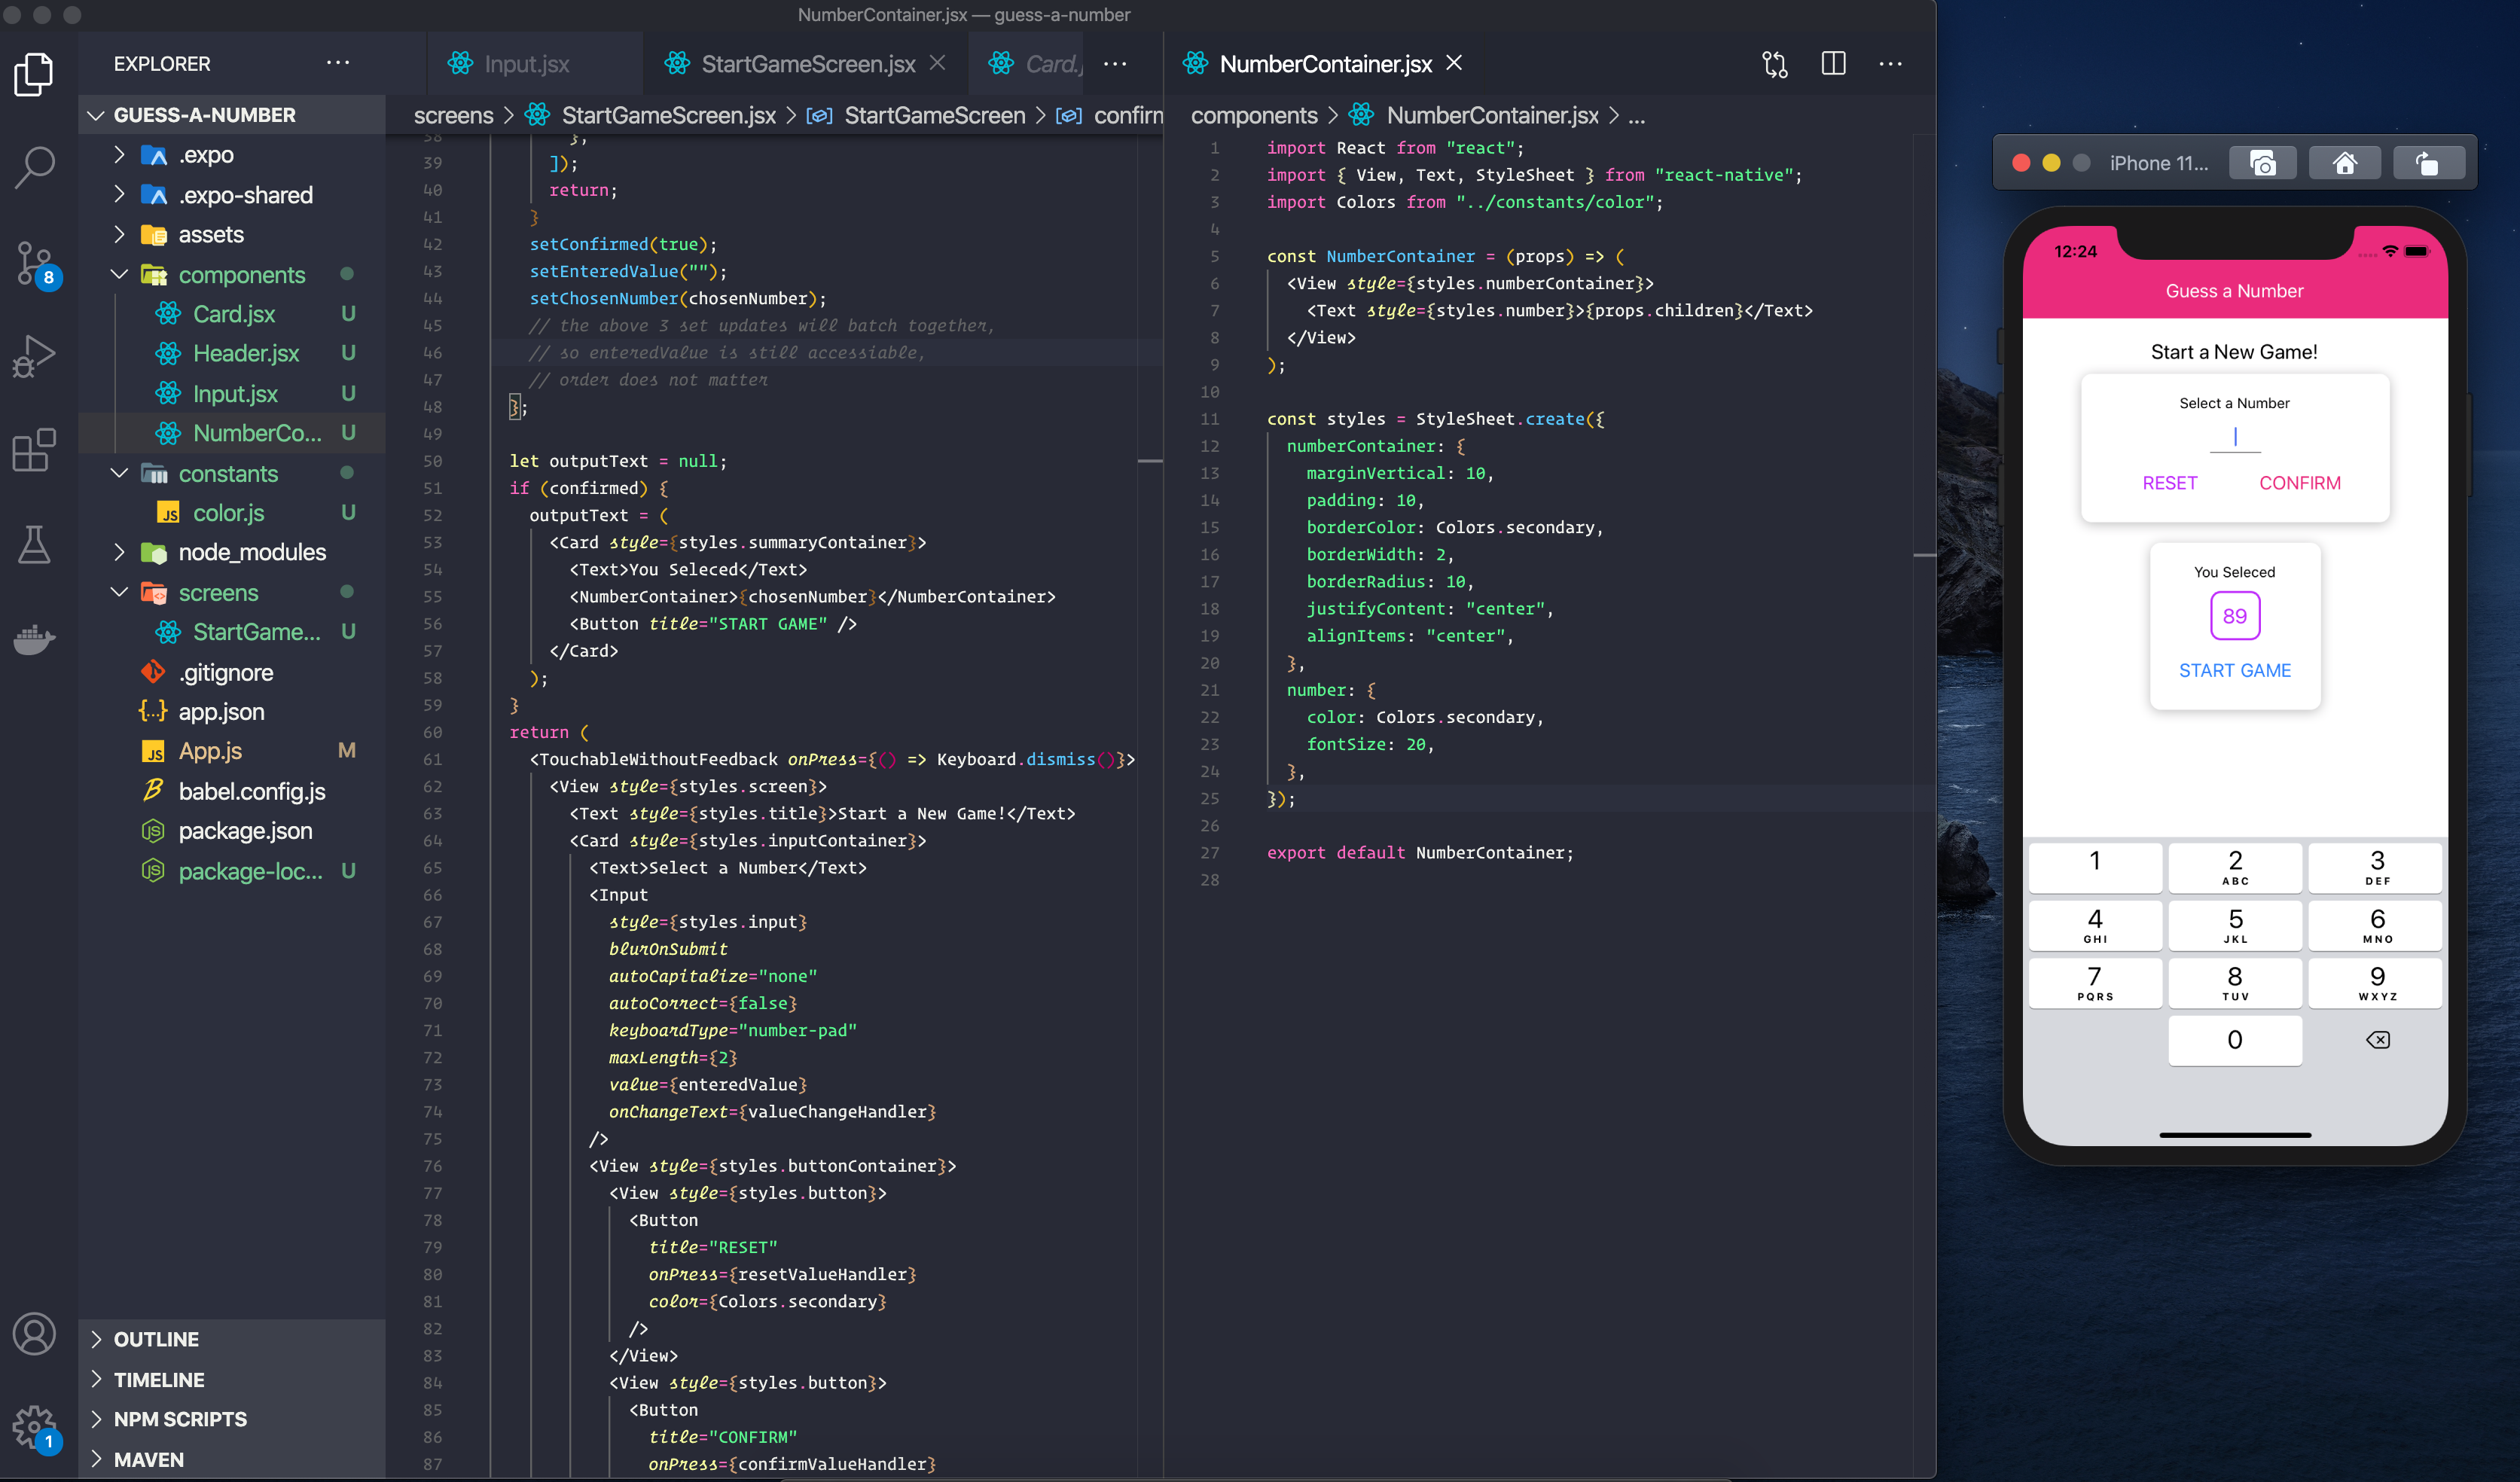 NumberContainer.jsx — guess-a-number
EXPLORER
GUESS-A-NUMBER
.expo
.expo-shared
assets
components
Card.jsx U
Header.jsx U
Input.jsx U
NumberCo... U
constants
color.js U
node_modules
screens
StartGame... U
.gitignore
app.json
App.js M
babel.config.js
package.json
package-loc... U
OUTLINE
TIMELINE
NPM SCRIPTS
MAVEN
8
1
Input.jsx
StartGameScreen.jsx
Card.j
screens > StartGameScreen.jsx > StartGameScreen > confirm
38 };
39 ]);
40 return;
41 }
42 setConfirmed(true);
43 setEnteredValue("");
44 setChosenNumber(chosenNumber);
45 // the above 3 set updates will batch together,
46 // so enteredValue is still accessiable,
47 // order does not matter
48 };
49
50 let outputText = null;
51 if (confirmed) {
52 outputText = (
53 <Card style={styles.summaryContainer}>
54 <Text>You Seleced</Text>
55 <NumberContainer>{chosenNumber}</NumberContainer>
56 <Button title="START GAME" />
57 </Card>
58 );
59 }
60 return (
61 <TouchableWithoutFeedback onPress={() => Keyboard.dismiss()}>
62 <View style={styles.screen}>
63 <Text style={styles.title}>Start a New Game!</Text>
64 <Card style={styles.inputContainer}>
65 <Text>Select a Number</Text>
66 <Input
67 style={styles.input}
68 blurOnSubmit
69 autoCapitalize="none"
70 autoCorrect={false}
71 keyboardType="number-pad"
72 maxLength={2}
73 value={enteredValue}
74 onChangeText={valueChangeHandler}
75 />
76 <View style={styles.buttonContainer}>
77 <View style={styles.button}>
78 <Button
79 title="RESET"
80 onPress={resetValueHandler}
81 color={Colors.secondary}
82 />
83 </View>
84 <View style={styles.button}>
85 <Button
86 title="CONFIRM"
87 onPress={confirmValueHandler}
NumberContainer.jsx
components > NumberContainer.jsx > ...
1 import React from "react";
2 import { View, Text, StyleSheet } from "react-native";
3 import Colors from "../constants/color";
4
5 const NumberContainer = (props) => (
6 <View style={styles.numberContainer}>
7 <Text style={styles.number}>{props.children}</Text>
8 </View>
9 );
10
11 const styles = StyleSheet.create({
12 numberContainer: {
13 marginVertical: 10,
14 padding: 10,
15 borderColor: Colors.secondary,
16 borderWidth: 2,
17 borderRadius: 10,
18 justifyContent: "center",
19 alignItems: "center",
20 },
21 number: {
22 color: Colors.secondary,
23 fontSize: 20,
24 },
25 });
26
27 export default NumberContainer;
28
iPhone 11...
12:24
Guess a Number
Start a New Game!
Select a Number
RESET CONFIRM
You Seleced
89
START GAME
1 2 3
ABC DEF
4 5 6
GHI JKL MNO
7 8 9
PQRS TUV WXYZ
0